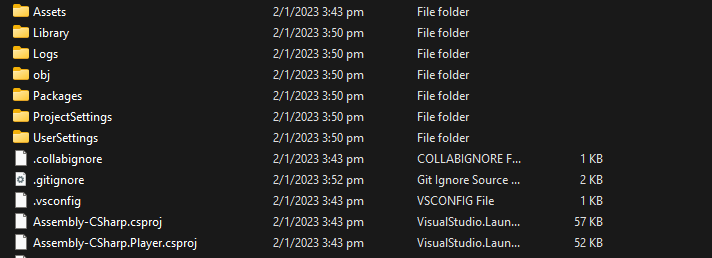 Assets 2/1/2023 3:43 pm File folder
Library 2/1/2023 3:50 pm File folder
Logs 2/1/2023 3:50 pm File folder
obj 2/1/2023 3:50 pm File folder
Packages 2/1/2023 3:50 pm File folder
ProjectSettings 2/1/2023 3:50 pm File folder
UserSettings 2/1/2023 3:50 pm File folder
.collabignore 2/1/2023 3:43 pm COLLABIGNORE F... 1 KB
.gitignore 2/1/2023 3:52 pm Git Ignore Source ... 2 KB
.vsconfig 2/1/2023 3:43 pm VSCONFIG File 1 KB
Assembly-CSharp.csproj 2/1/2023 3:43 pm VisualStudio.Laun... 57 KB
Assembly-CSharp.Player.csproj 2/1/2023 3:43 pm VisualStudio.Laun... 52 KB